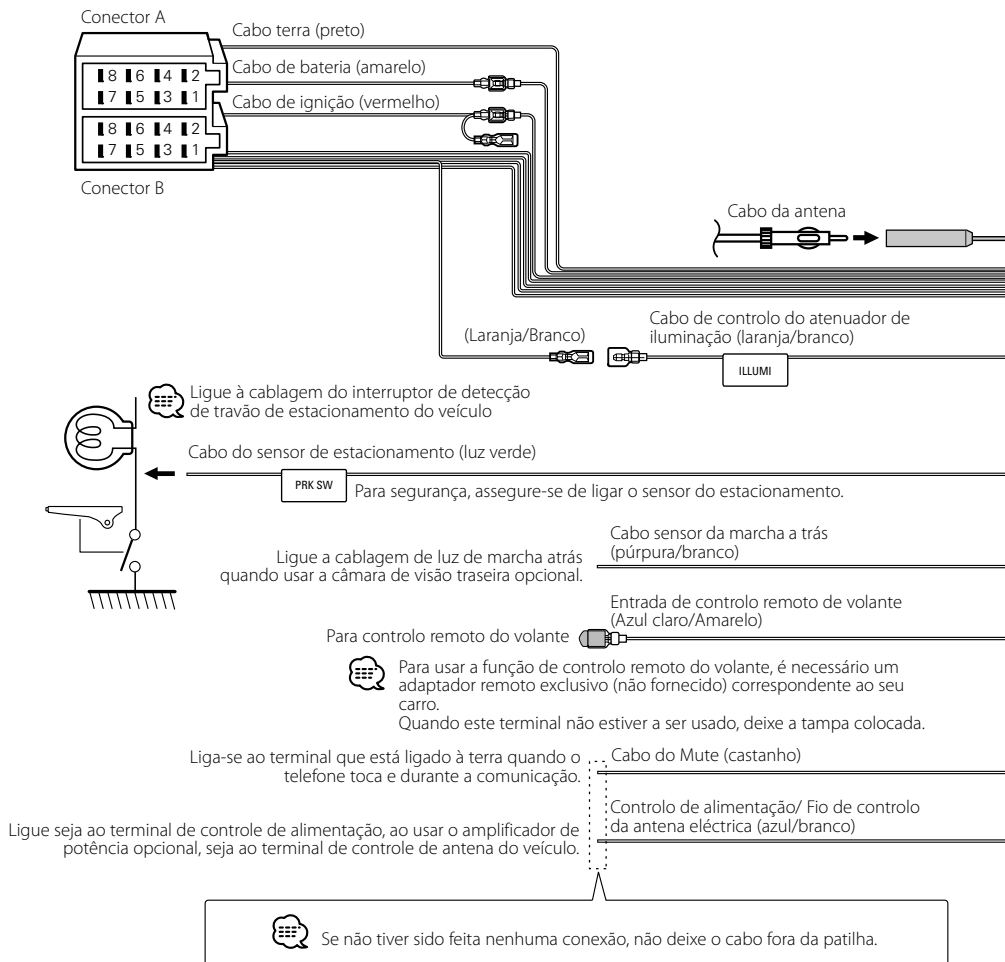 Conector A
Cabo terra (preto)
Cabo de bateria (amarelo)
8 6 4 2
7 5 3 1
Cabo de ignição (vermelho)
8 6 4 2
7 5 3 1
Conector B
Cabo da antena
(Laranja/Branco)
Cabo de controlo do atenuador de
iluminação (laranja/branco)
ILLUMI
Ligue à cablagem do interruptor de detecção
de travão de estacionamento do veículo
Cabo do sensor de estacionamento (luz verde)
PRK SW
Para segurança, assegure-se de ligar o sensor do estacionamento.
Ligue a cablagem de luz de marcha atrás
quando usar a câmara de visão traseira opcional.
Cabo sensor da marcha a trás
(púrpura/branco)
Entrada de controlo remoto de volante
(Azul claro/Amarelo)
Para controlo remoto do volante
Para usar a função de controlo remoto do volante, é necessário um
adaptador remoto exclusivo (não fornecido) correspondente ao seu
carro.
Quando este terminal não estiver a ser usado, deixe a tampa colocada.
Liga-se ao terminal que está ligado à terra quando o
telefone toca e durante a comunicação.
Cabo do Mute (castanho)
Ligue seja ao terminal de controle de alimentação, ao usar o amplificador de
potência opcional, seja ao terminal de controle de antena do veículo.
Controlo de alimentação/ Fio de controlo
da antena eléctrica (azul/branco)
Se não tiver sido feita nenhuma conexão, não deixe o cabo fora da patilha.